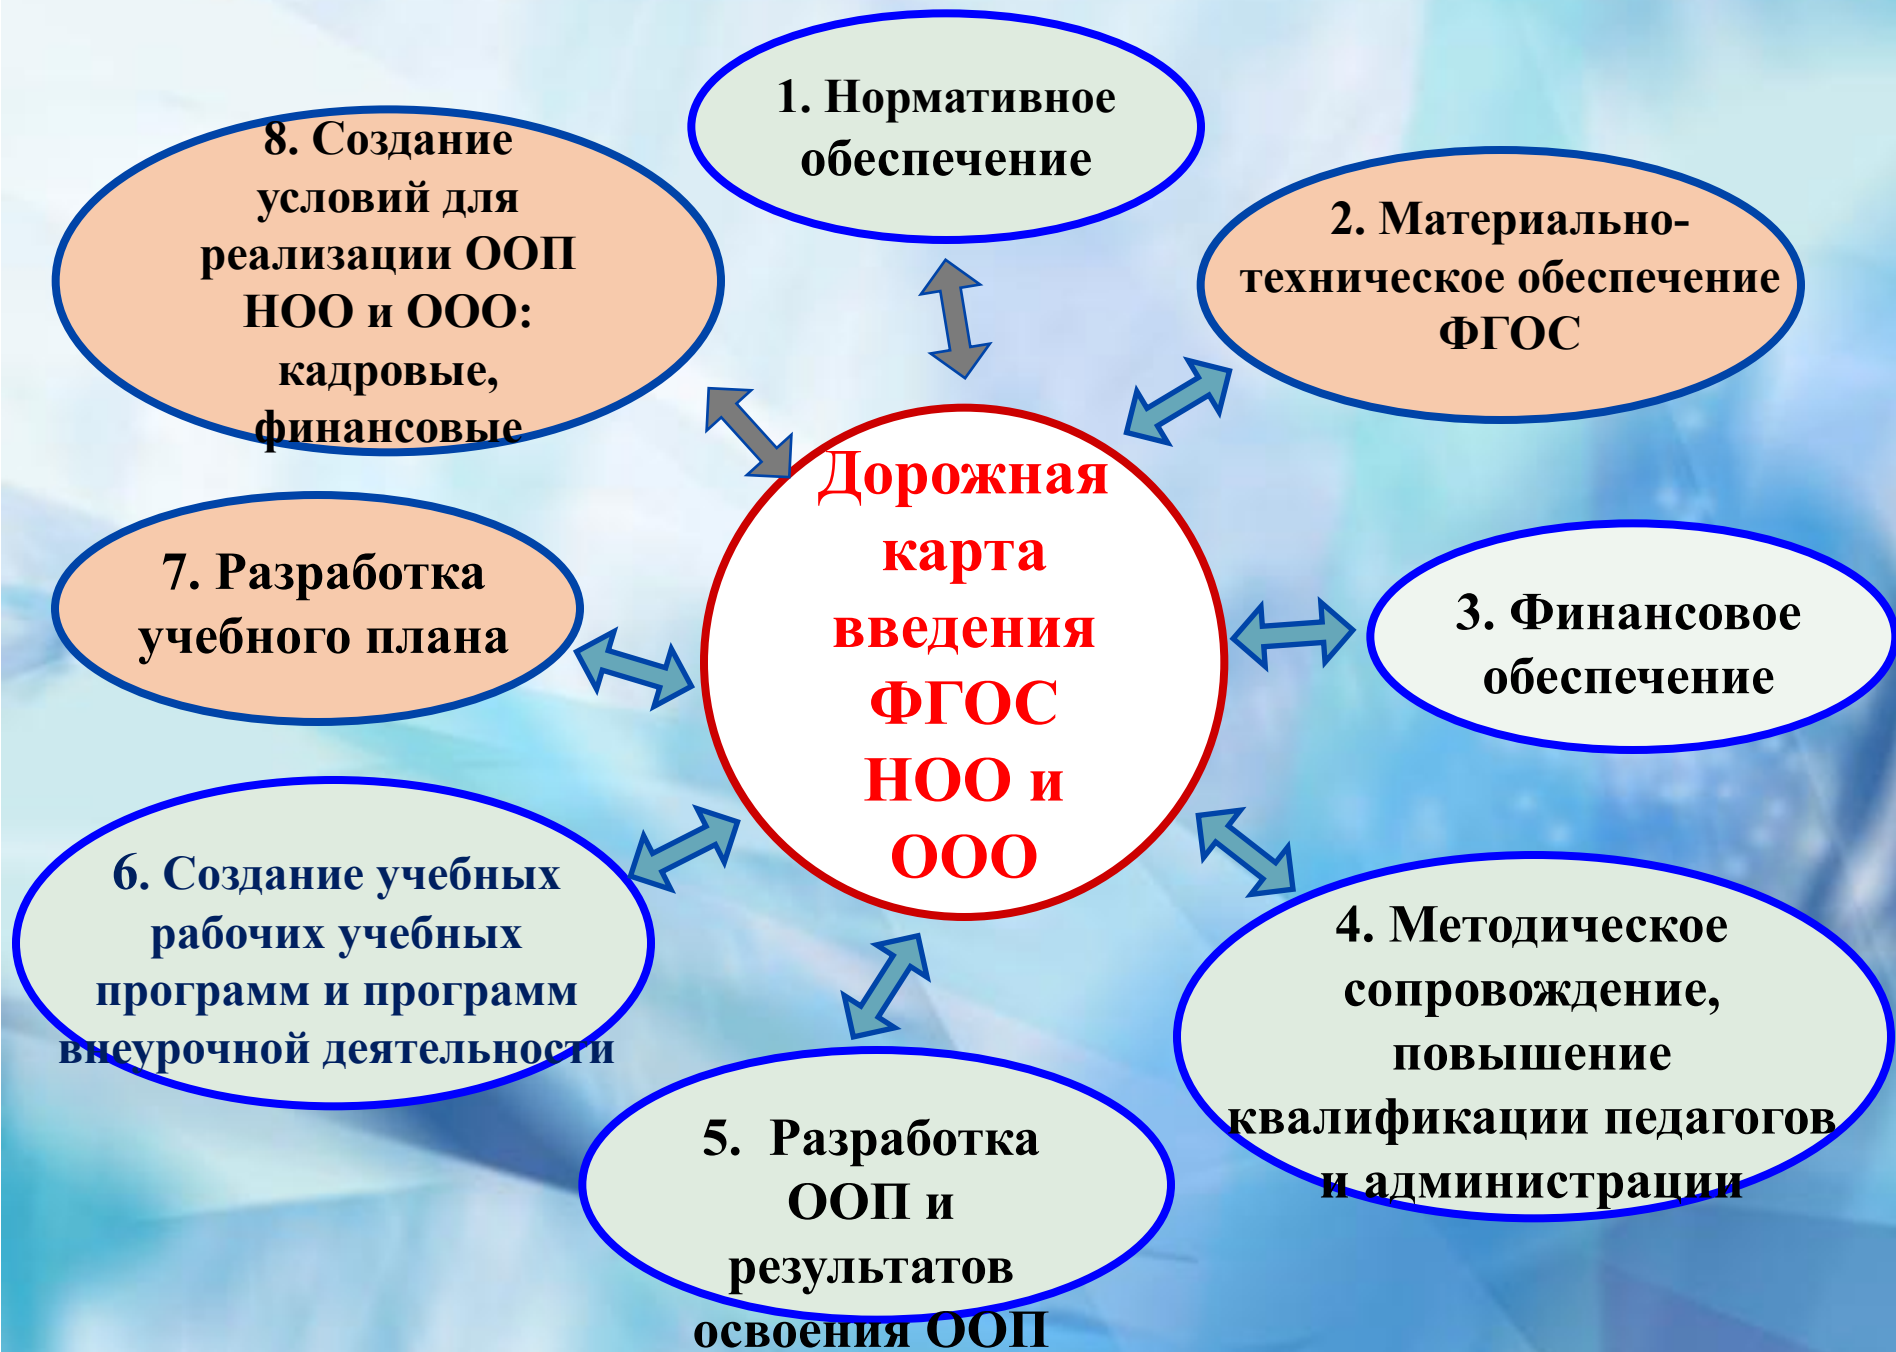 1. Нормативное
обеспечение
2. Материально-
техническое обеспечение
ФГОС
3. Финансовое
обеспечение
4. Методическое
сопровождение,
повышение
квалификации педагогов
и администрации
5.  Разработка
ООП и
результатов
освоения ООП
6. Создание учебных
рабочих учебных
программ и программ
внеурочной деятельности
7. Разработка
учебного плана
8. Создание
условий для
реализации ООП
НОО и ООО:
кадровые,
финансовые
Дорожная
карта
введения
ФГОС
НОО и
ООО